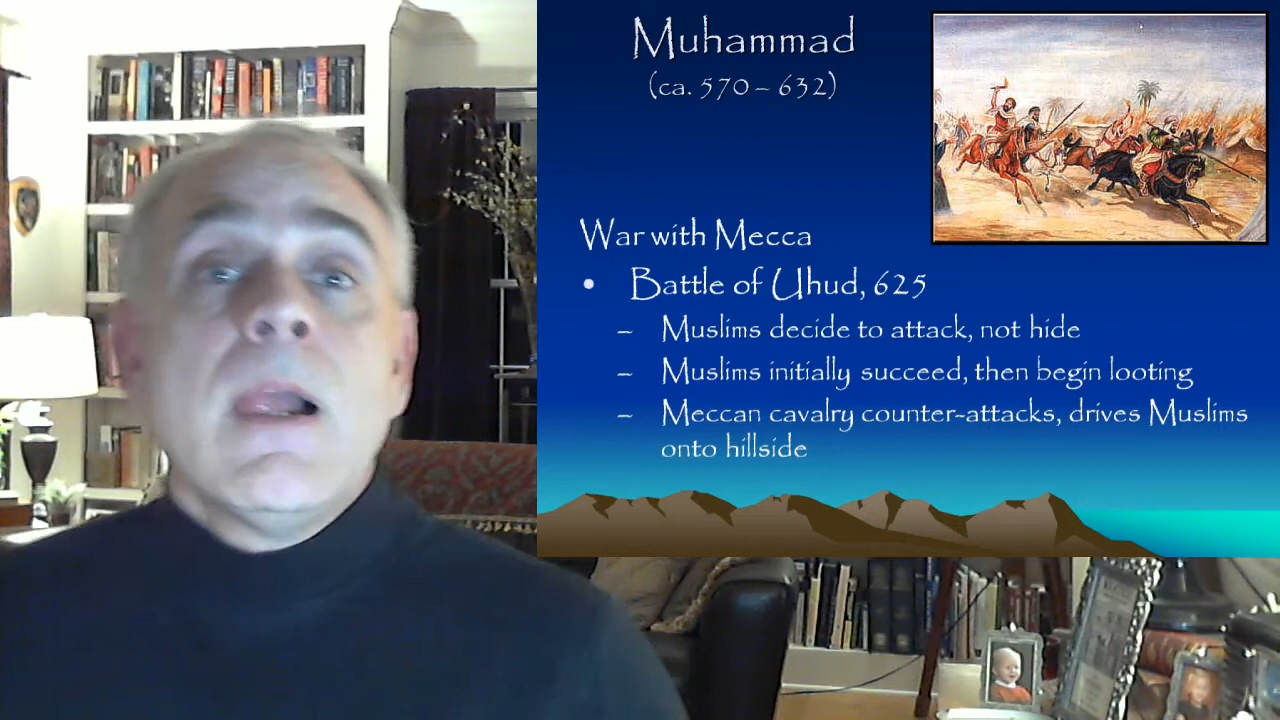 Muhammad
(ca. 570 – 632)
War with Mecca
• Battle of Uhud, 625
– Muslims decide to attack, not hide
– Muslims initially succeed, then begin looting
– Meccan cavalry counter-attacks, drives Muslims
onto hillside